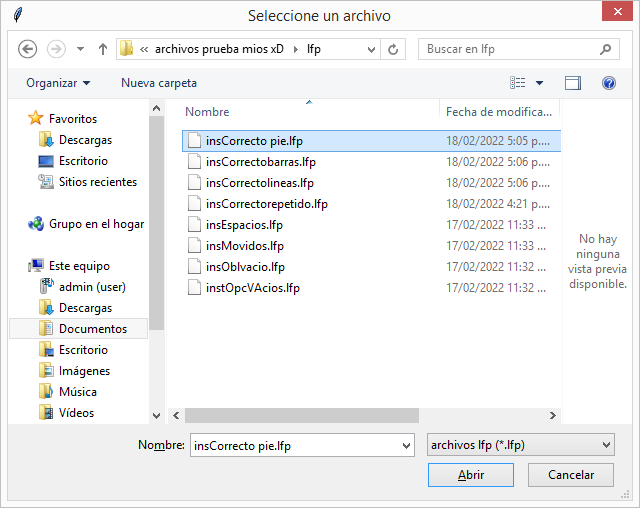 Seleccione un archivo
« archivos prueba mios xD lfp
Buscar en lfp
Organizar Nueva carpeta
Favoritos
Descargas
Escritorio
Sitios recientes
Grupo en el hogar
Este equipo
admin (user)
Descargas
Documentos
Escritorio
Imágenes
Música
Vídeos
Nombre Fecha de modifica...
insCorrecto pie.lfp 18/02/2022 5:05 p....
insCorrectobarras.lfp 18/02/2022 5:06 p....
insCorrectolineas.lfp 18/02/2022 5:06 p....
insCorrectorepetido.lfp 18/02/2022 4:21 p....
insEspacios.lfp 17/02/2022 11:33 ...
insMovidos.lfp 17/02/2022 11:33 ...
insOblvacio.lfp 17/02/2022 11:32 ...
instOpcVAcios.lfp 17/02/2022 11:32 ...
No hay
ninguna
vista previa
disponible.
Nombre: insCorrecto pie.lfp archivos lfp (*.lfp)
Abrir Cancelar